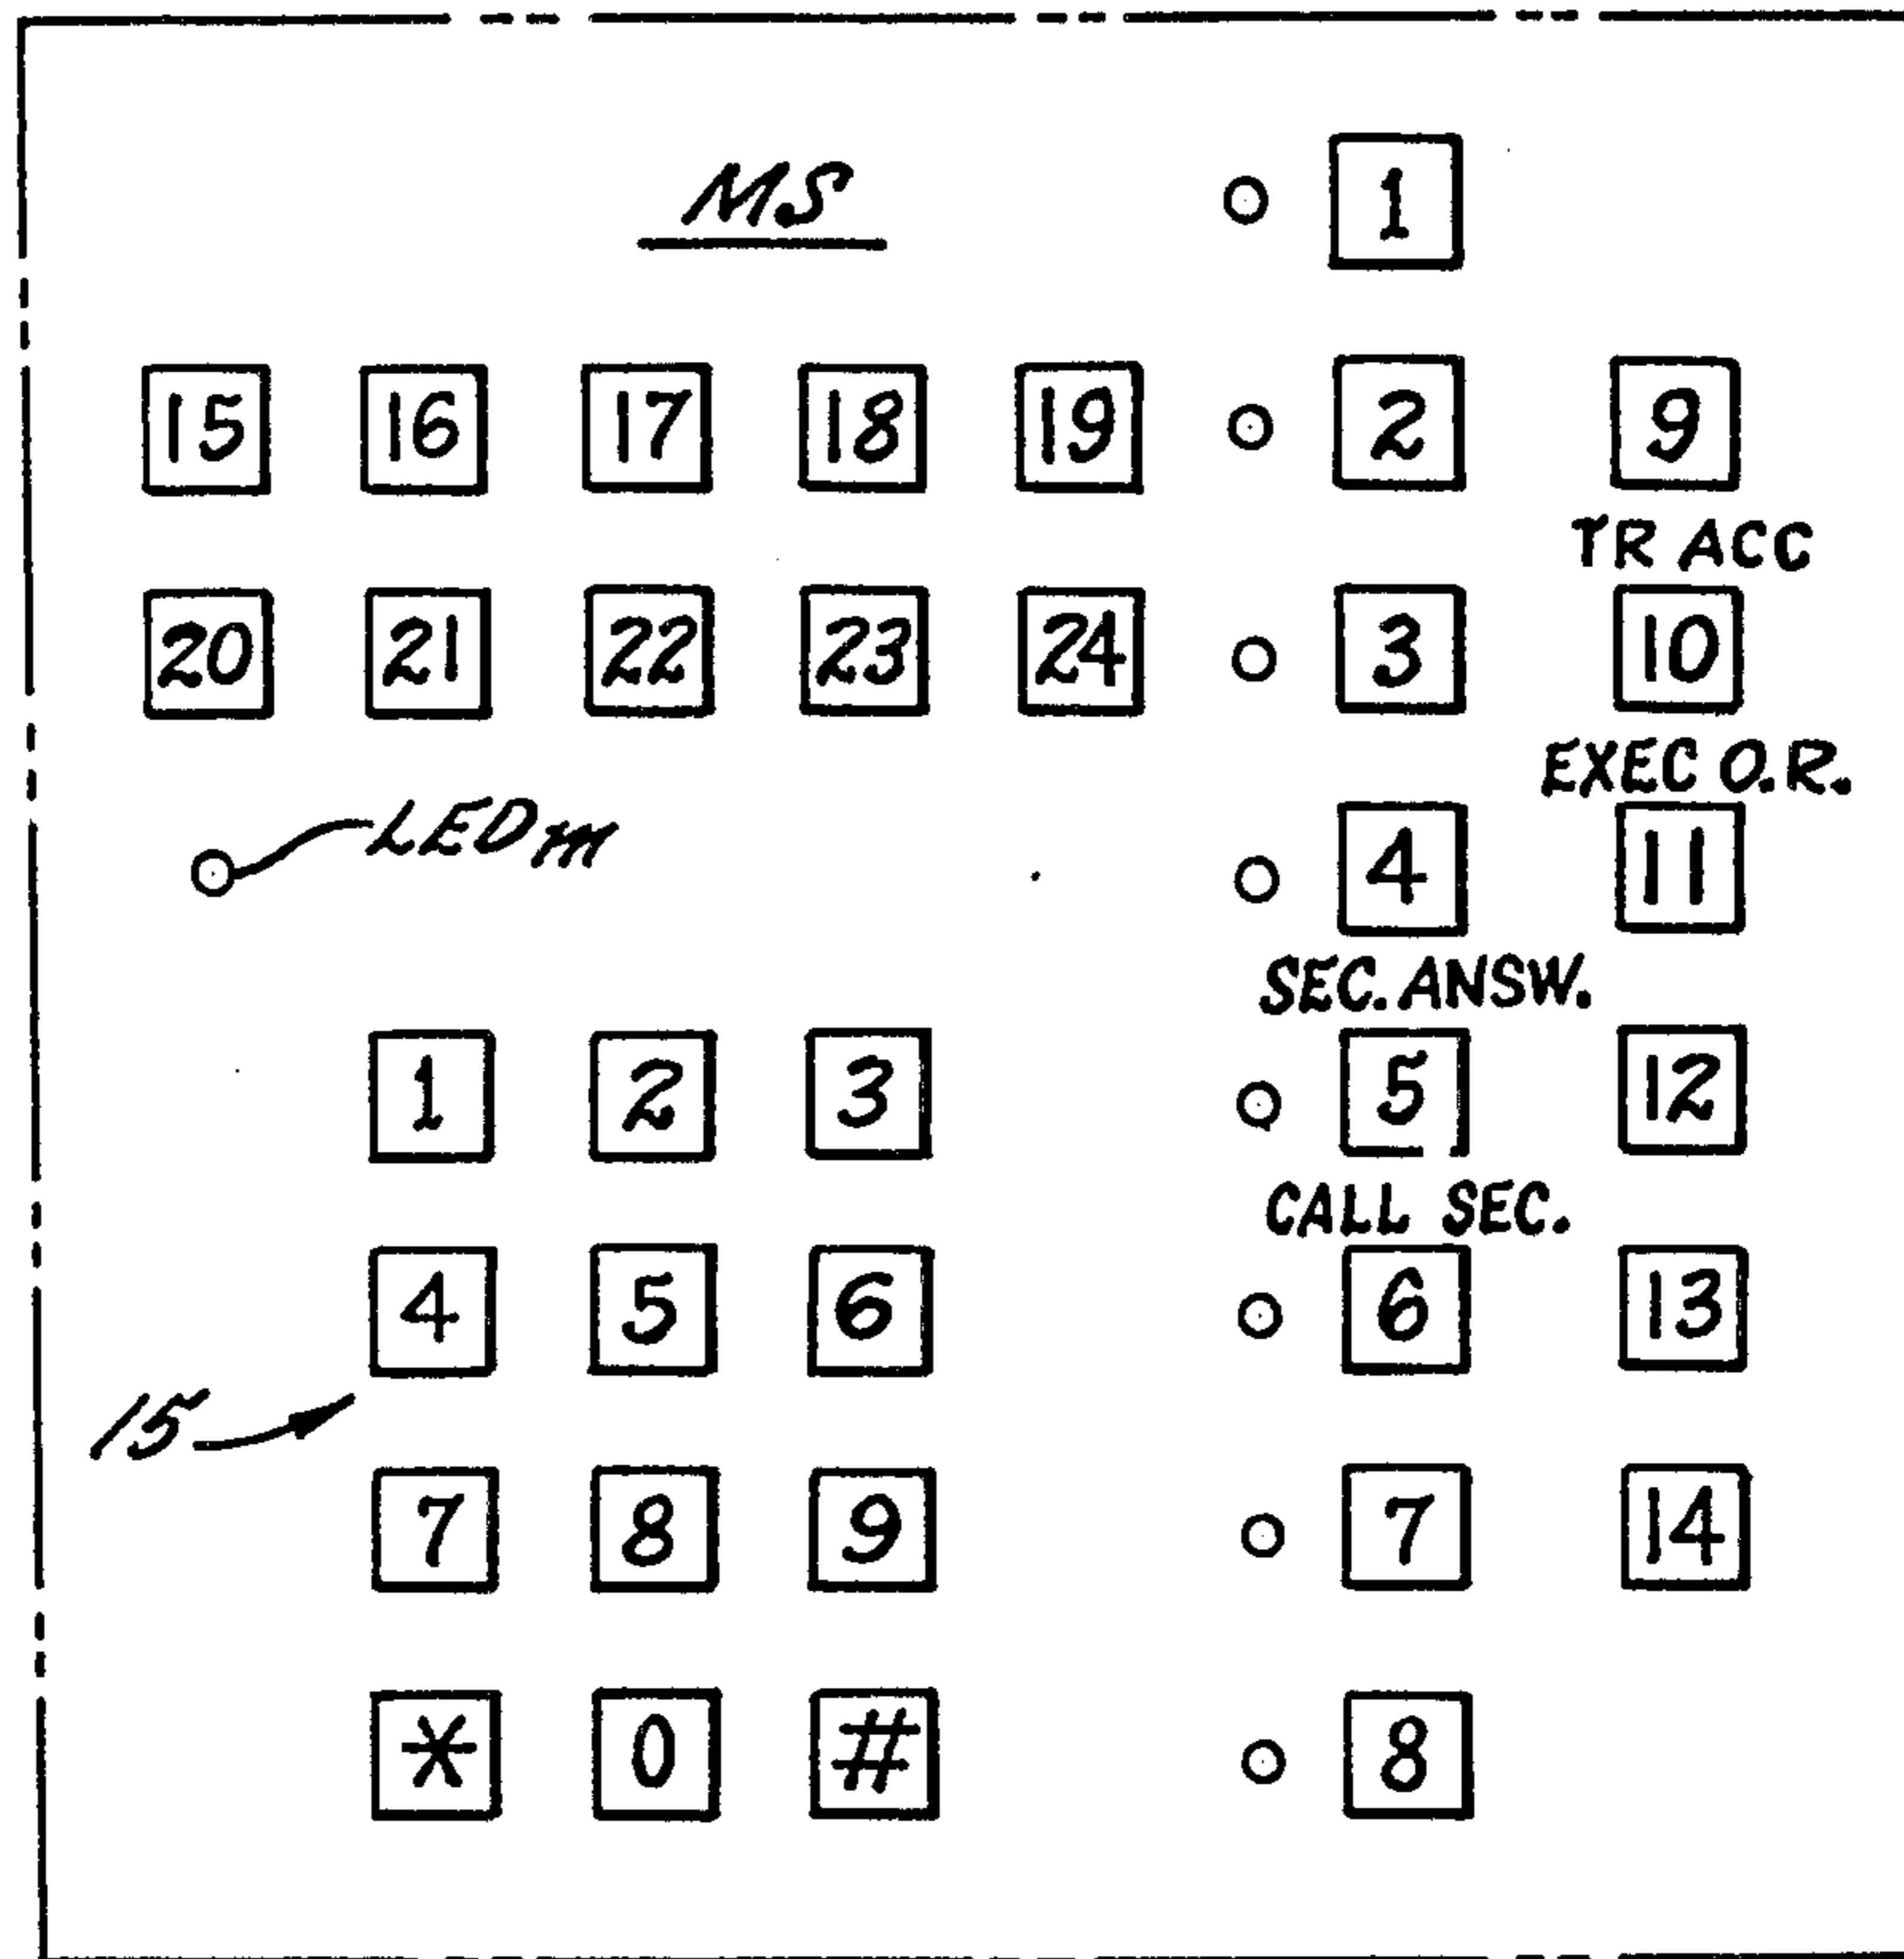 MS 1
15 16 17 18 19 2 9
TR ACC
20 21 22 23 24 3 10
EXEC O.R.
LEDm 4 11
SEC. ANSW.
1 2 3 5 12
CALL SEC.
4 5 6 6 13
15
7 8 9 7 14
* 0 # 8